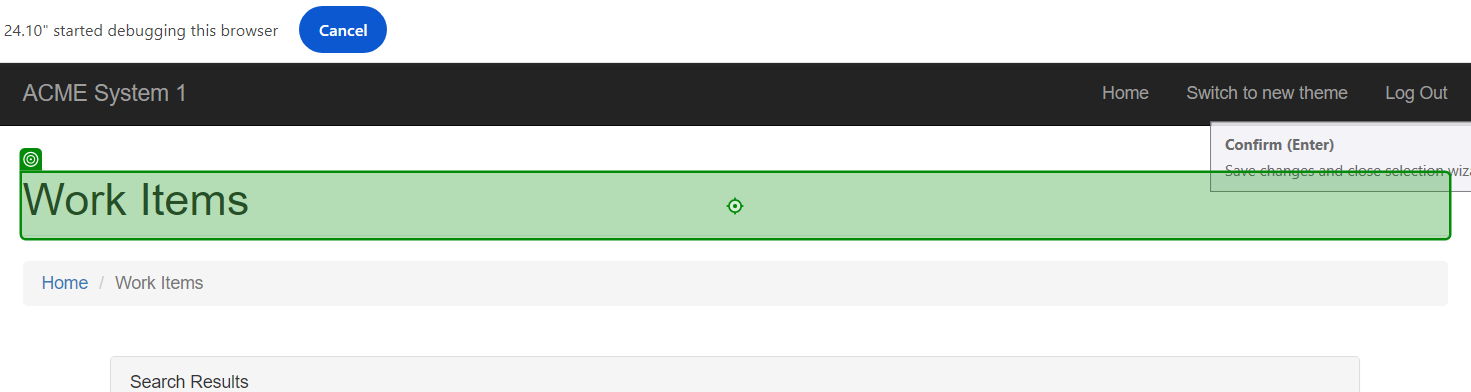 24.10" started debugging this browser Cancel
ACME System 1 Home Switch to new theme Log Out
Confirm (Enter)
Save changes and close selection
Work Items
Home / Work Items
Search Results